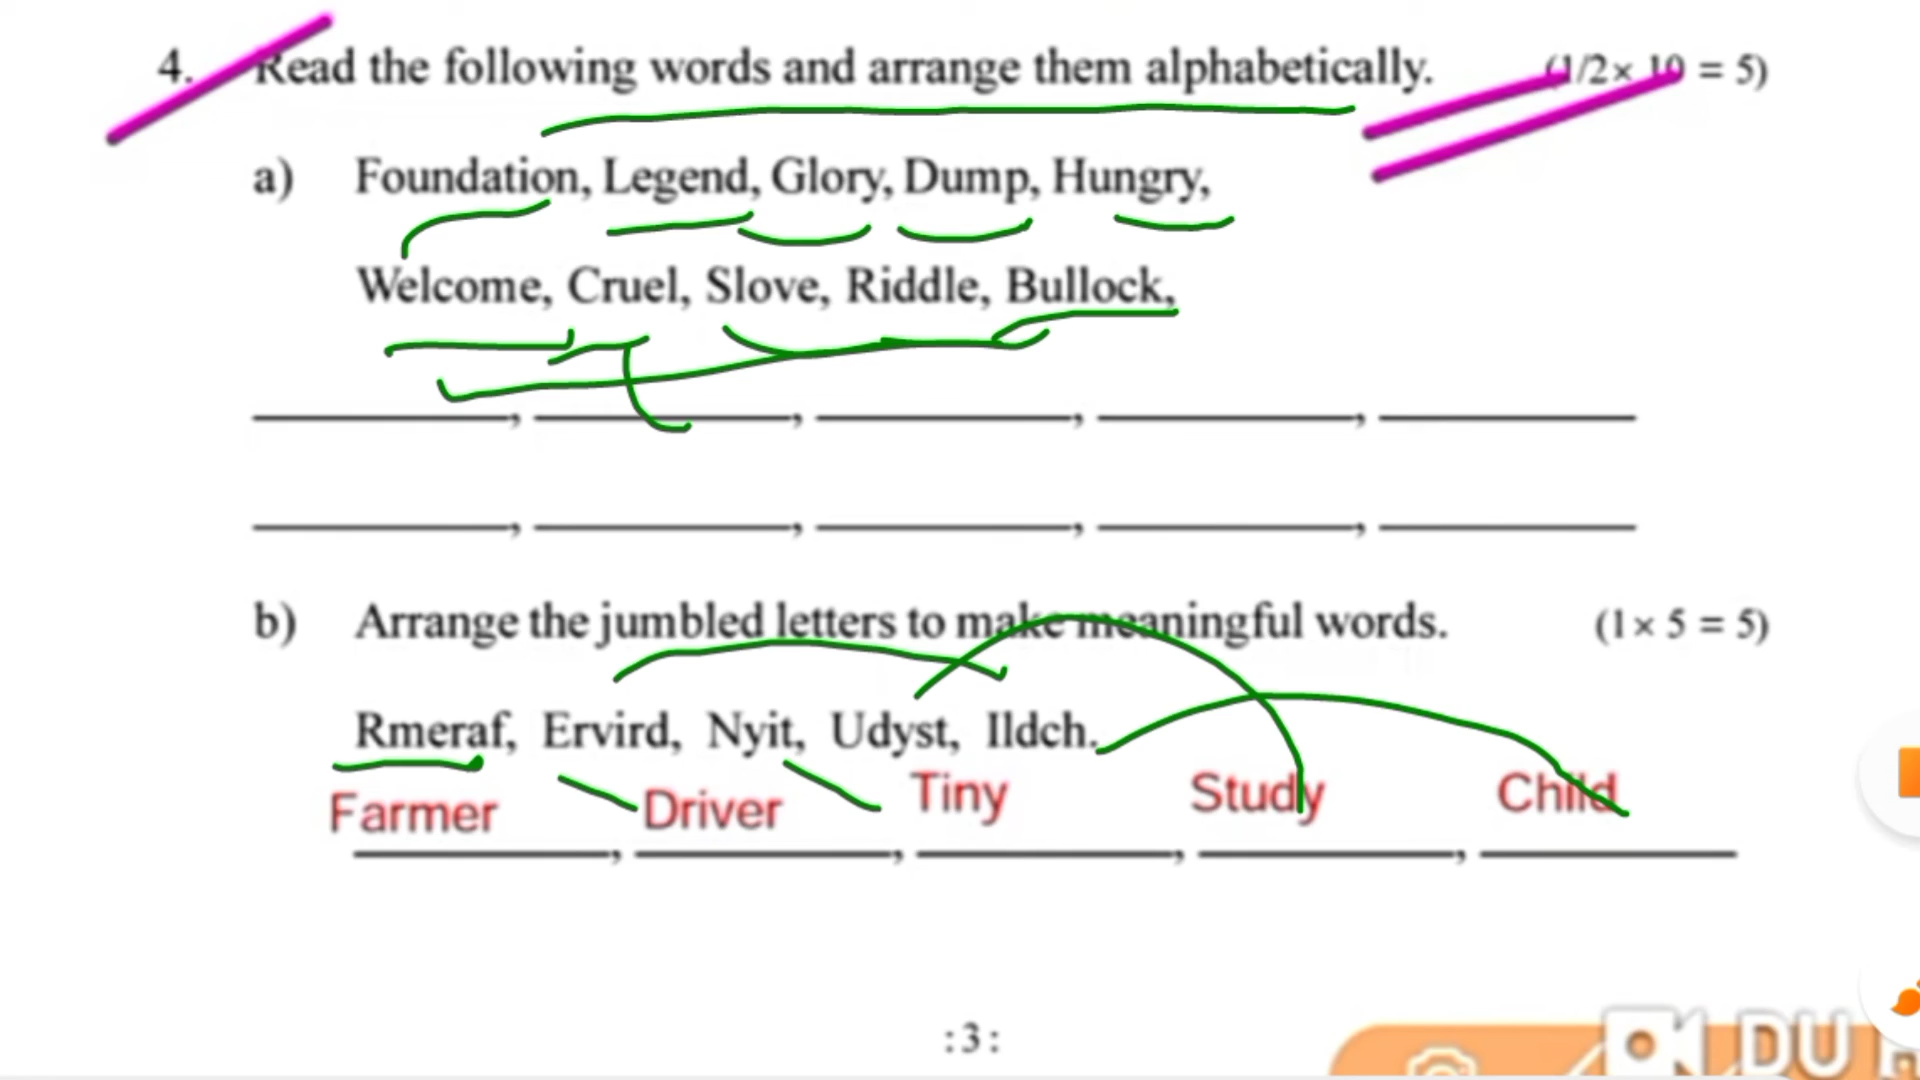 4. Read the following words and arrange them alphabetically. (1/2× 10 = 5)
a) Foundation, Legend, Glory, Dump, Hungry,
Welcome, Cruel, Slove, Riddle, Bullock,
b) Arrange the jumbled letters to make meaningful words. (1× 5 = 5)
Rmeraf, Ervird, Nyit, Udyst, Ildch.
Farmer Driver Tiny Study Child
:3:
DU